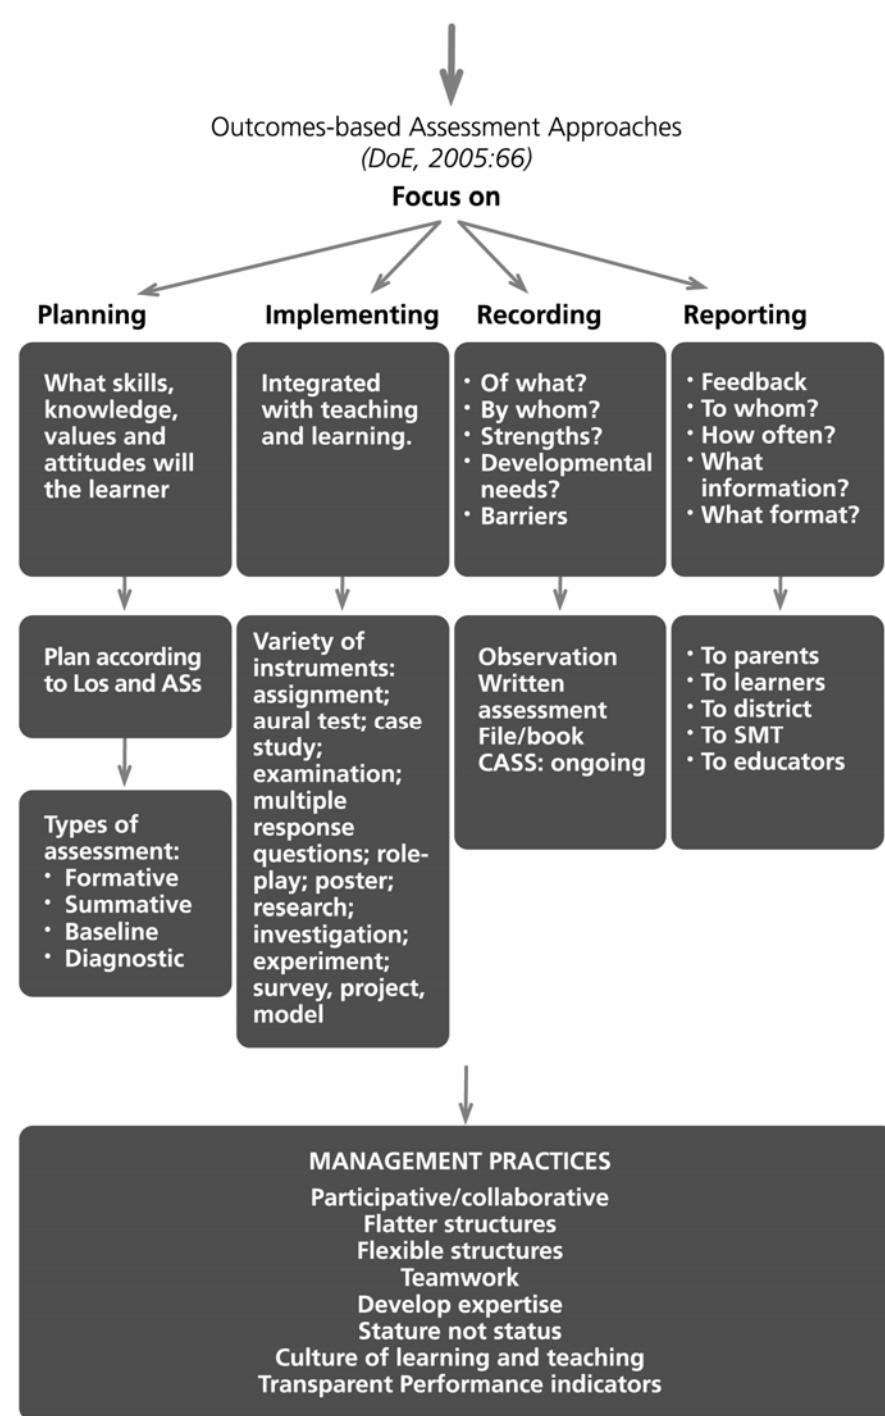 Outcomes-based Assessment Approaches
(DoE, 2005:66)
Focus on
Planning
What skills,
knowledge,
values and
attitudes will
the learner
Plan according
to Los and ASs
Types of
assessment:
• Formative
• Summative
• Baseline
• Diagnostic
Implementing
Integrated
with teaching
and learning.
Variety of
instruments:
assignment;
aural test; case
study;
examination;
multiple
response
questions; role-
play; poster;
research;
investigation;
experiment;
survey, project,
model
Recording
• Of what?
• By whom?
• Strengths?
• Developmental
needs?
• Barriers
Observation
Written
assessment
File/book
CASS: ongoing
Reporting
• Feedback
• To whom?
• How often?
• What
information?
• What format?
• To parents
• To learners
• To district
• To SMT
• To educators
MANAGEMENT PRACTICES
Participative/collaborative
Flatter structures
Flexible structures
Teamwork
Develop expertise
Stature not status
Culture of learning and teaching
Transparent Performance indicators